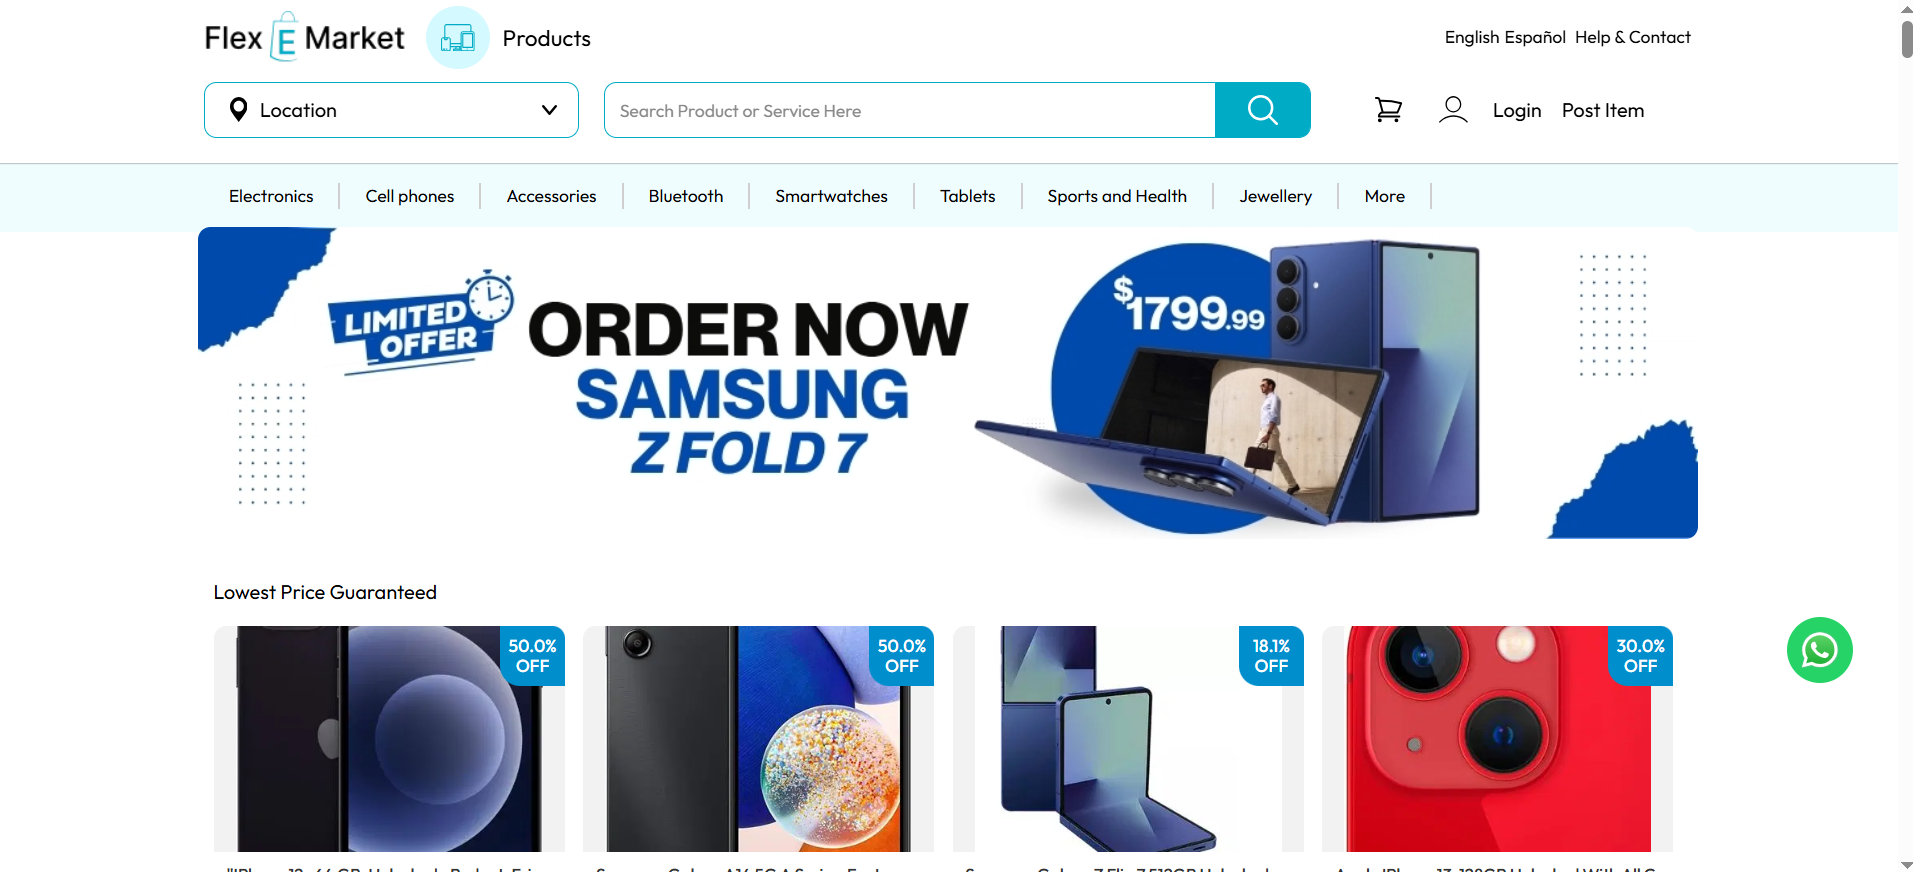 Flex E Market
Products
English Español Help & Contact
Location
Search Product or Service Here
Login
Post Item
Electronics
Cell phones
Accessories
Bluetooth
Smartwatches
Tablets
Sports and Health
Jewellery
More
LIMITED
OFFER
ORDER NOW
SAMSUNG
Z FOLD 7
$1799.99
Lowest Price Guaranteed
50.0%
OFF
50.0%
OFF
18.1%
OFF
30.0%
OFF